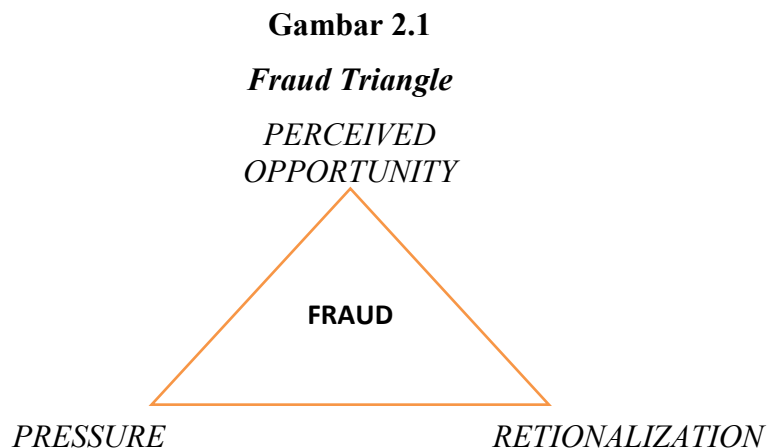 Gambar 2.1
Fraud Triangle
PERCEIVED
OPPORTUNITY
FRAUD
PRESSURE
RETIONALIZATION